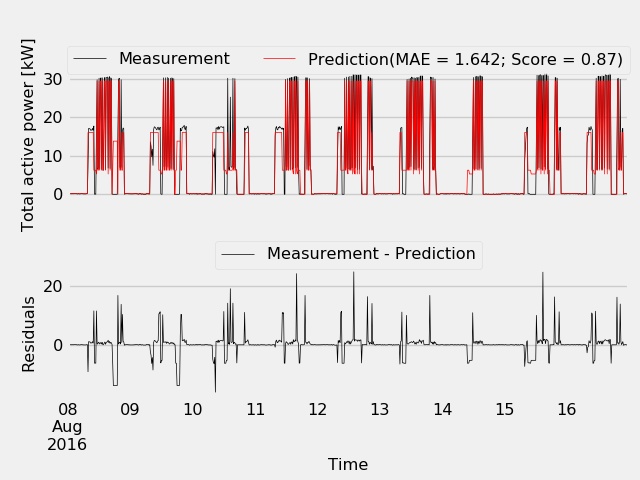 Measurement
Prediction(MAE = 1.642; Score = 0.87)
Total active power [kW]
30
20
10
0
Measurement - Prediction
Residuals
20
0
08 09 10 11 12 13 14 15 16
Aug
2016
Time